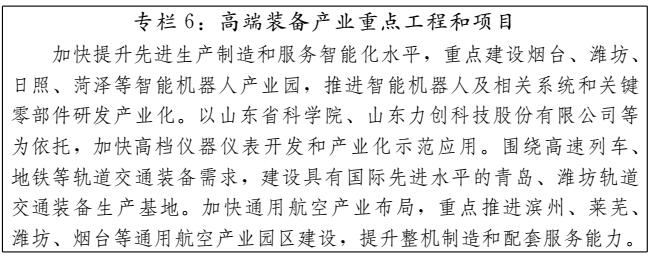 专栏 6：高端装备产业重点工程和项目
加快提升先进生产制造和服务智能化水平，重点建设烟台、潍坊、
日照、菏泽等智能机器人产业园，推进智能机器人及相关系统和关键
零部件研发产业化。以山东省科学院、山东力创科技股份有限公司等
为依托，加快高档仪器仪表开发和产业化示范应用。围绕高速列车、
地铁等轨道交通装备需求，建设具有国际先进水平的青岛、潍坊轨道
交通装备生产基地。加快通用航空产业布局，重点推进滨州、莱芜、
潍坊、烟台等通用航空产业园区建设，提升整机制造和配套服务能力。